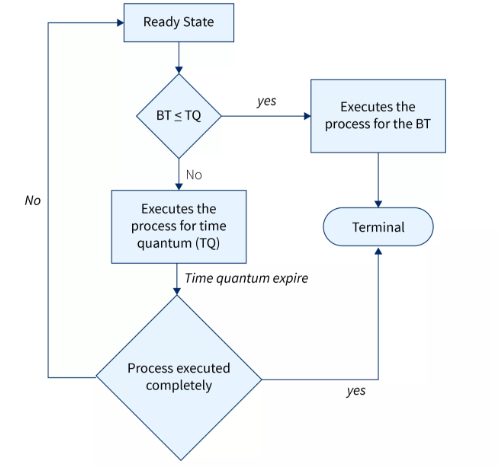 Ready State
BT ≤ TQ
yes
Executes the
process for the BT
No
Executes the
process for time
quantum (TQ)
Terminal
No
Time quantum expire
Process executed
completely
yes